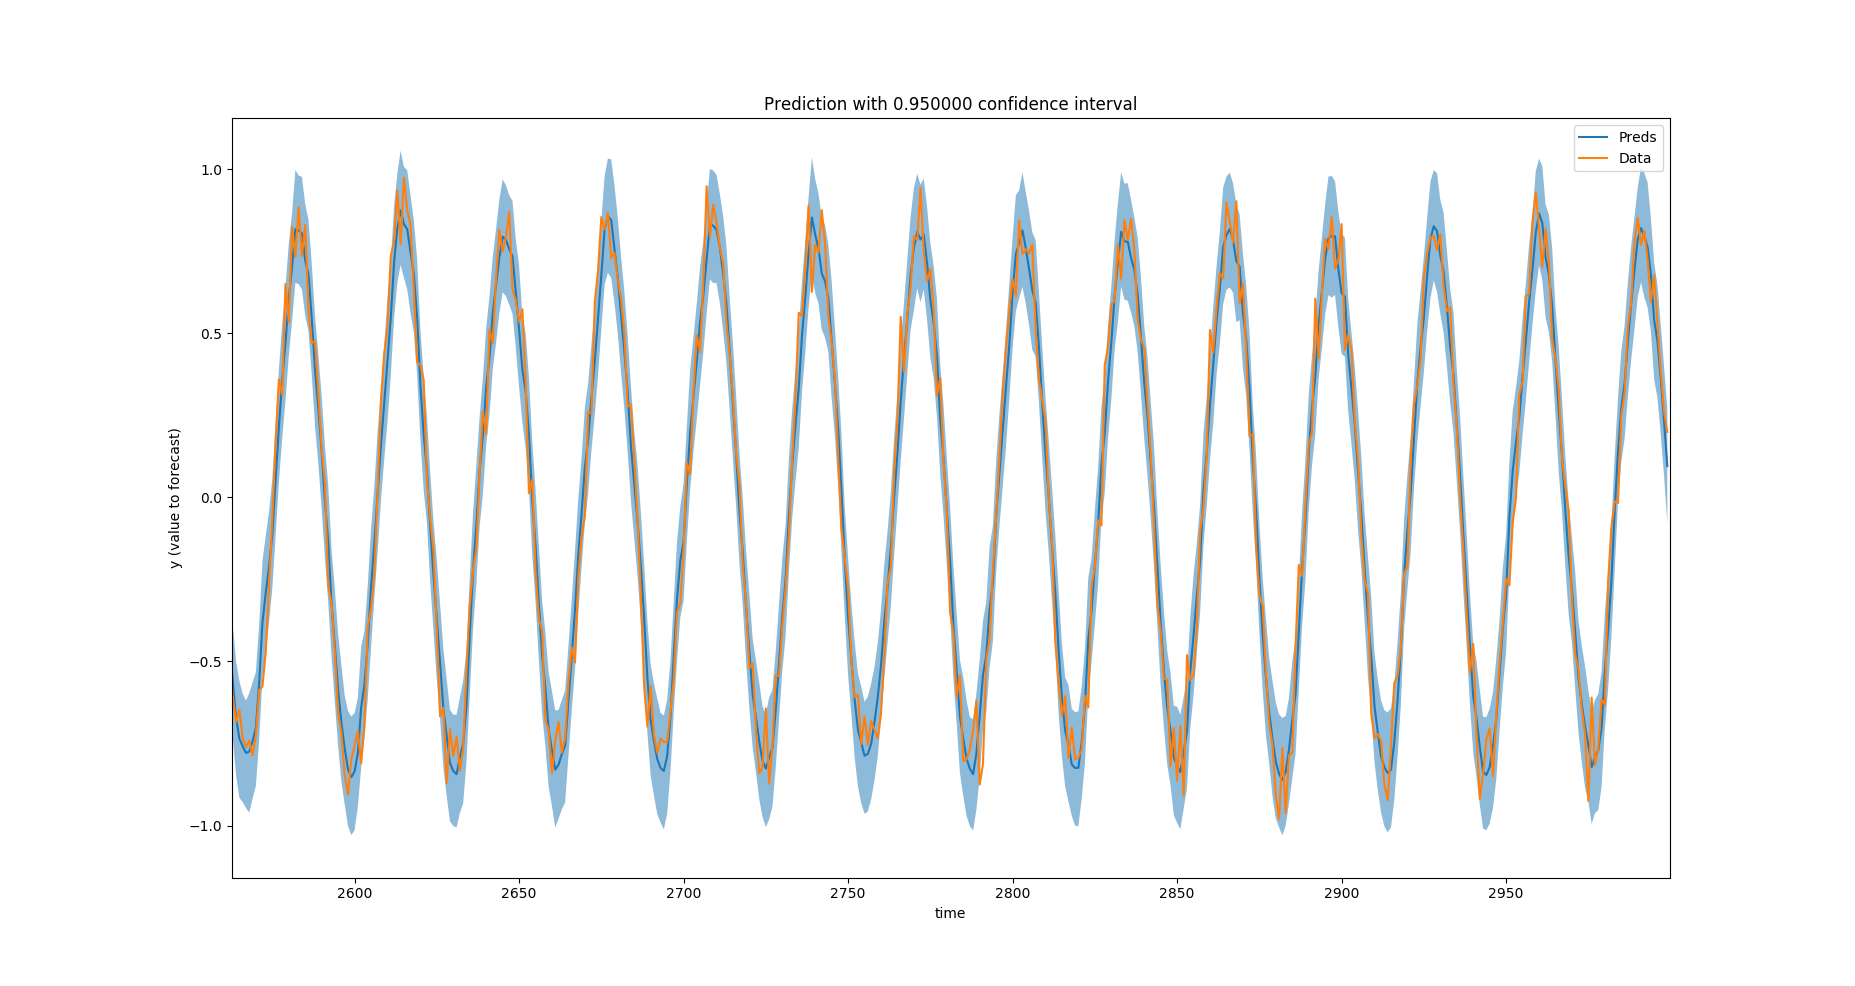 Prediction with 0.950000 confidence interval
Preds
Data
y (value to forecast)
1.0
0.5
0.0
−0.5
−1.0
2600 2650 2700 2750 2800 2850 2900 2950
time